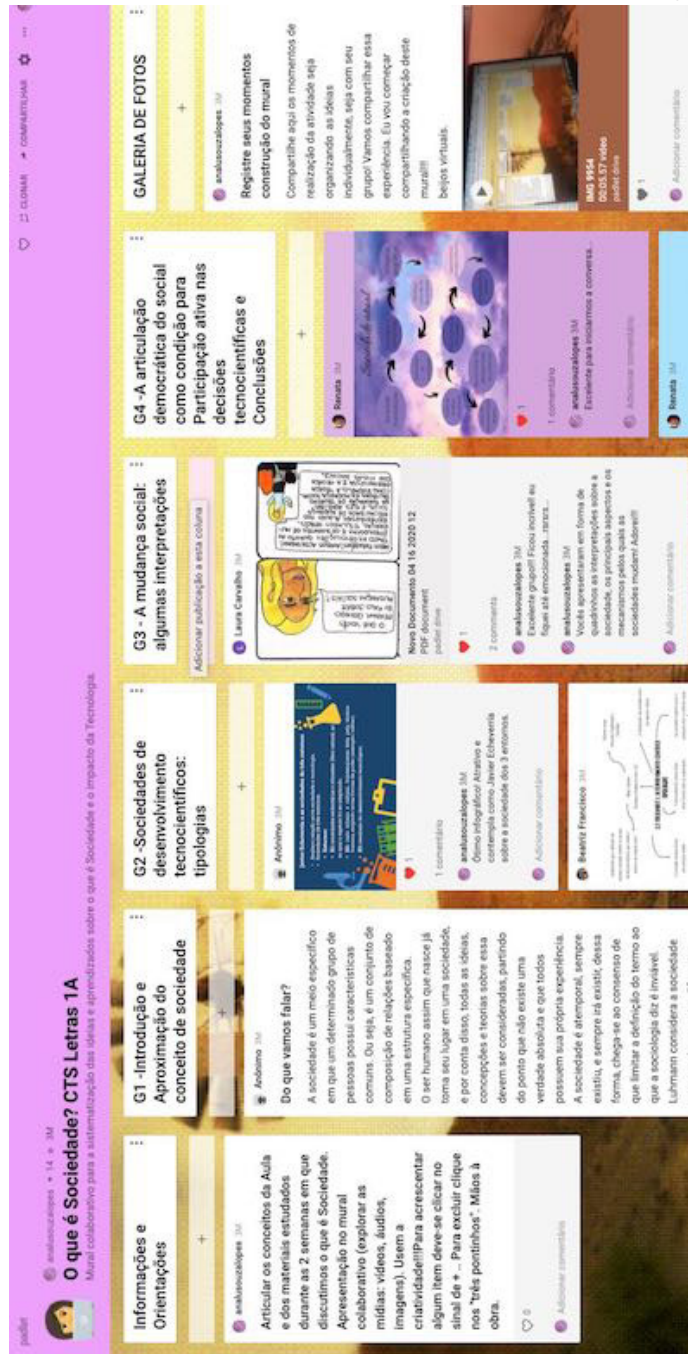 padlet
analusouzalopes • 14 • 3M
O que é Sociedade? CTS Letras 1A
Mural colaborativo para a sistematização das ideias e aprendizados sobre o que é Sociedade e o impacto da Tecnologia.
CLONAR
COMPARTILHAR
Informações e
Orientações
analusouzalopes 3M
Articular os conceitos da Aula
e dos materiais estudados
durante as 2 semanas em que
discutimos o que é Sociedade.
Apresentação no mural
colaborativo (explorar as
mídias: vídeos, áudios,
imagens). Usem a
criatividade!!!Para acrescentar
algum item deve-se clicar no
sinal de + .. Para excluir clique
nos "três pontinhos". Mãos à
obra.
0
Adicionar comentário
G1 -Introdução e
Aproximação do
conceito de sociedade
Anônimo 3M
Do que vamos falar?
A sociedade é um meio específico
em que um determinado grupo de
pessoas possui características
comuns. Ou seja, é um conjunto de
composição de relações baseado
em uma estrutura específica.
O ser humano assim que nasce já
toma seu lugar em uma sociedade,
e por conta disso, todas as ideias,
concepções e teorias sobre essa
devem ser consideradas, partindo
do ponto que não existe uma
verdade absoluta e que todos
possuem sua própria experiência.
A sociedade é atemporal, sempre
existiu, e sempre irá existir, dessa
forma, chega-se ao consenso de
que limitar a definição do termo ao
que a sociologia diz é inviável.
Luhmann considera a sociedade
G2 -Sociedades de
desenvolvimento
tecnocientíficos:
tipologias
Anônimo 3M
1
1 comentário
analusouzalopes 3M
Ótimo infográfico! Atrativo e
contempla como Javier Echeverria
sobre a sociedade dos 3 entornos.
Adicionar comentário
Beatriz Francisco 3M
G3 - A mudança social:
algumas interpretações
Adicionar publicação a esta coluna
Laura Carvalho 3M
Novo Documento 04 16 2020 12
PDF document
padlet drive
1
2 comments
analusouzalopes 3M
Excelente grupo!!! Ficou incrível! eu
fiquei até emocionada...rsrsrs...
analusouzalopes 3M
Vocês apresentaram em forma de
quadrinhos as interpretações sobre a
sociedade, os principais aspectos e os
mecanismos pelos quais as
sociedades mudam! Adorei!!!
Adicionar comentário
G4 -A articulação
democrática do social
como condição para
Participação ativa nas
decisões
tecnocientíficas e
Conclusões
Renata 3M
1
1 comentário
analusouzalopes 3M
Excelente para iniciarmos a conversa..
Adicionar comentário
Renata 3M
GALERIA DE FOTOS
analusouzalopes 3M
Registre seus momentos
construção do mural
Compartilhe aqui os momentos de
realização da atividade seja
organizando as ideias
individualmente, seja com seu
grupo! Vamos compartilhar essa
experiência. Eu vou começar
compartilhando a criação deste
mural!!!
beijos virtuais.
IMG 9954
00:05.57 video
padlet drive
1
Adicionar comentário